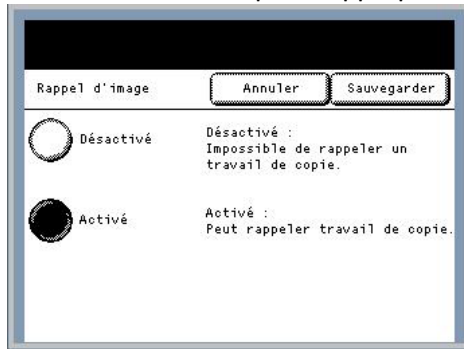 Rappel d'image Annuler Sauvegarder
Désactivé
Désactivé :
Impossible de rappeler un
travail de copie.
Activé
Activé :
Peut rappeler travail de copie.